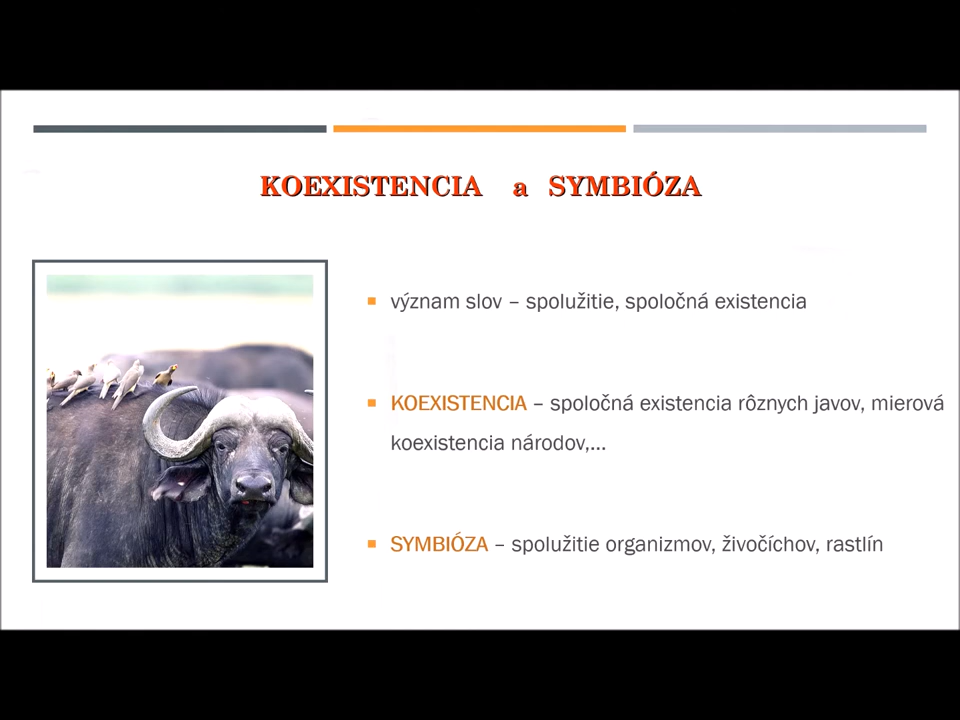 KOEXISTENCIA a SYMBIÓZA
význam slov – spolužitie, spoločná existencia
KOEXISTENCIA – spoločná existencia rôznych javov, mierová
koexistencia národov,...
SYMBIÓZA – spolužitie organizmov, živočíchov, rastlín